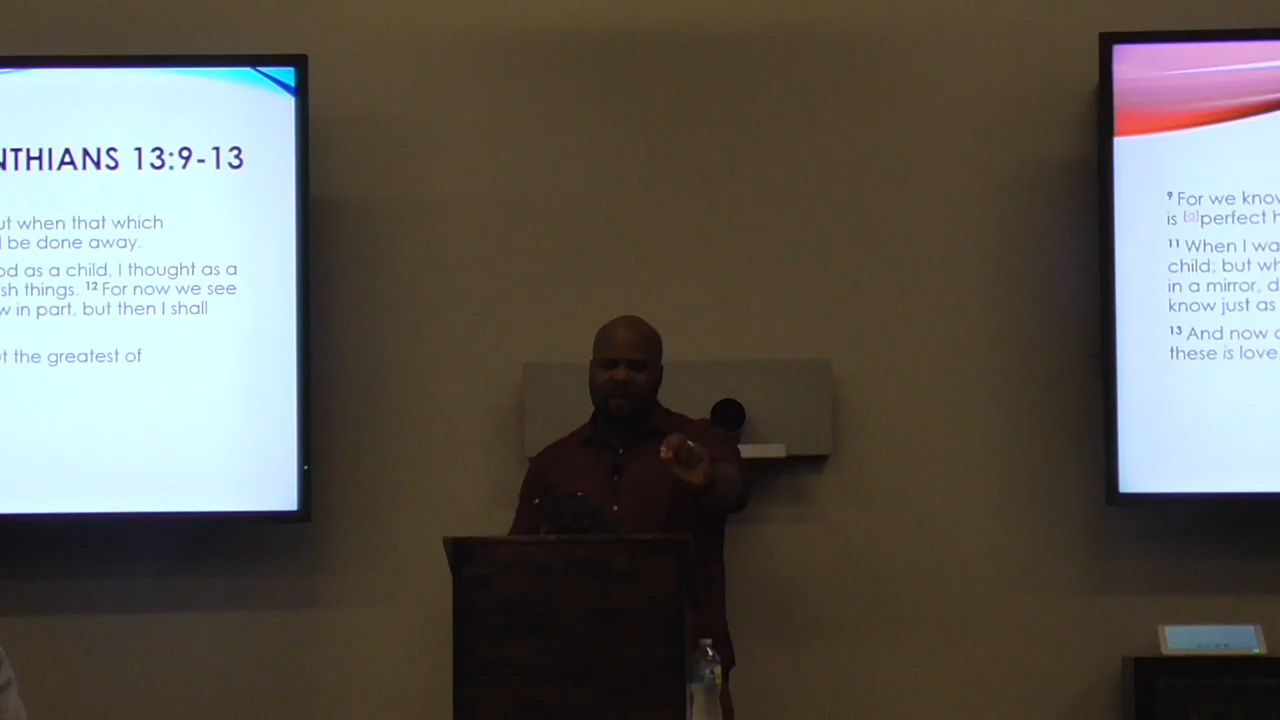 NTHIANS 13:9-13
ut when that which
l be done away.
od as a child, I thought as a
sh things. 12 For now we see
w in part, but then I shall
ut the greatest of
9 For we know
is [a]perfect h
11 When I wa
child; but wh
in a mirror, d
know just as
13 And now a
these is love